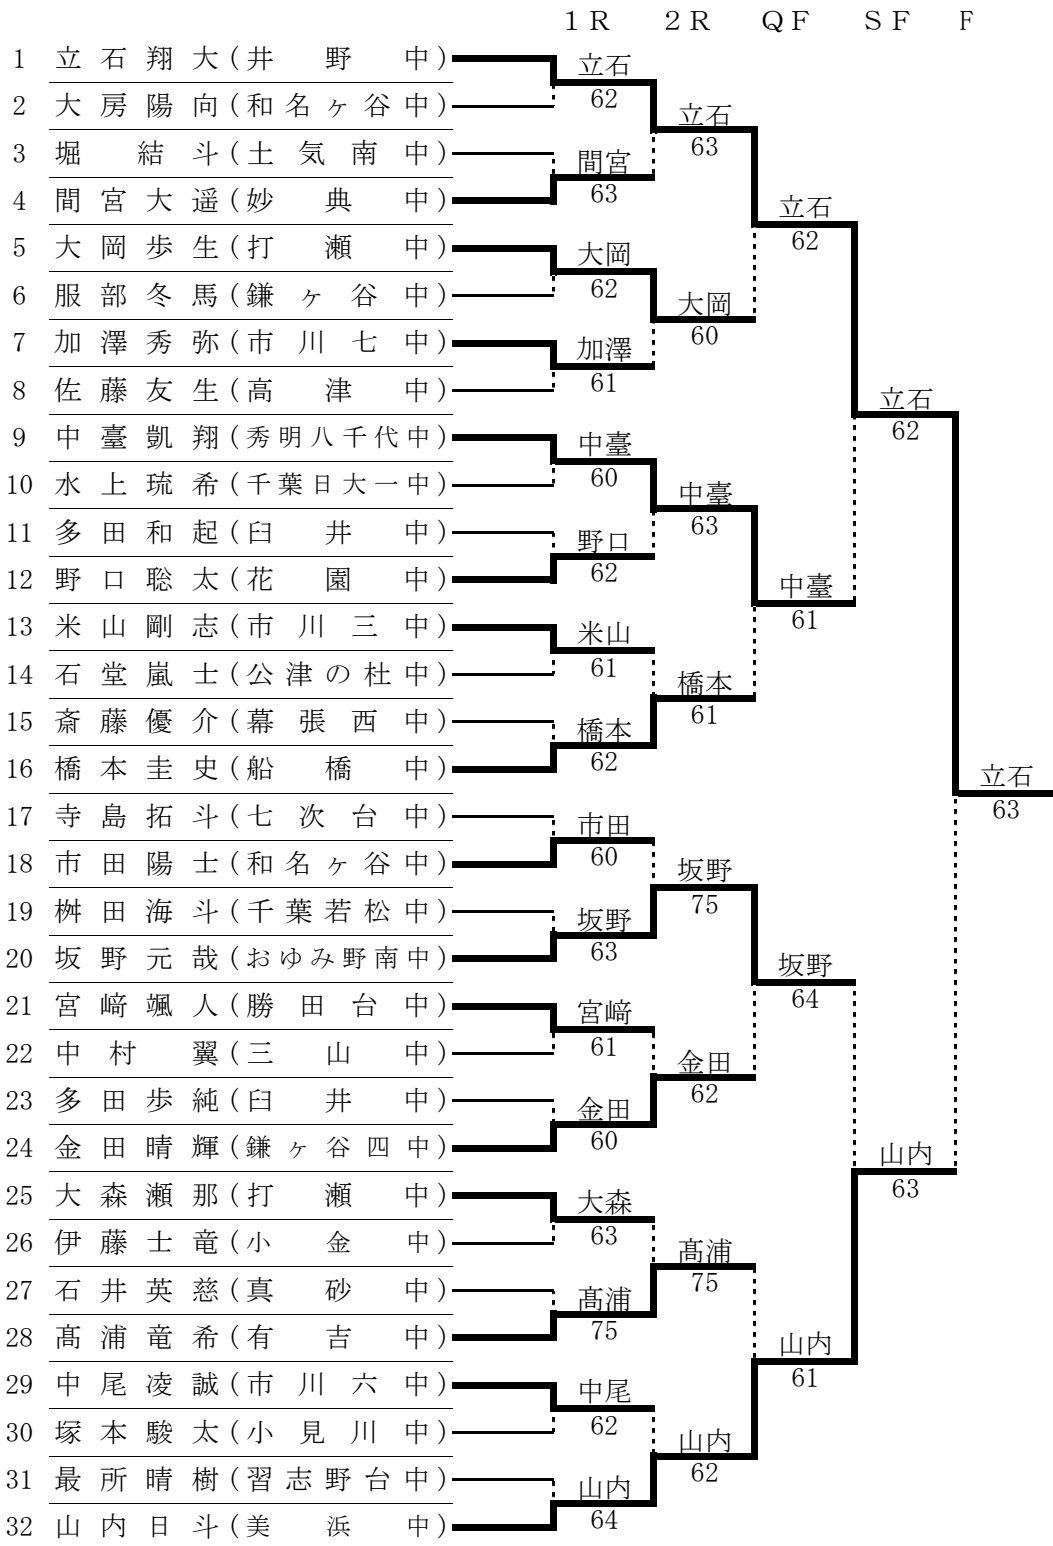 1R 2R QF SF F
1 立石翔大(井野中)
立石
62
2 大房陽向(和名ヶ谷中)
立石
63
3 堀結斗(土気南中)
間宮
63
4 間宮大遥(妙典中)
立石
62
5 大岡歩生(打瀬中)
大岡
62
6 服部冬馬(鎌ヶ谷中)
大岡
60
7 加澤秀弥(市川七中)
加澤
61
8 佐藤友生(高津中)
立石
62
9 中臺凱翔(秀明八千代中)
中臺
60
10 水上琉希(千葉日大一中)
中臺
63
11 多田和起(臼井中)
野口
62
12 野口聡太(花園中)
中臺
61
13 米山剛志(市川三中)
米山
61
14 石堂嵐士(公津の杜中)
橋本
61
15 斎藤優介(幕張西中)
橋本
62
16 橋本圭史(船橋中)
立石
63
17 寺島拓斗(七次台中)
市田
60
18 市田陽士(和名ヶ谷中)
坂野
75
19 桝田海斗(千葉若松中)
坂野
63
20 坂野元哉(おゆみ野南中)
坂野
64
21 宮﨑颯人(勝田台中)
宮﨑
61
22 中村翼(三山中)
金田
62
23 多田歩純(臼井中)
金田
60
24 金田晴輝(鎌ヶ谷四中)
山内
63
25 大森瀬那(打瀬中)
大森
63
26 伊藤士竜(小金中)
髙浦
75
27 石井英慈(真砂中)
髙浦
75
28 髙浦竜希(有吉中)
山内
61
29 中尾凌誠(市川六中)
中尾
62
30 塚本駿太(小見川中)
山内
62
31 最所晴樹(習志野台中)
山内
64
32 山内日斗(美浜中)